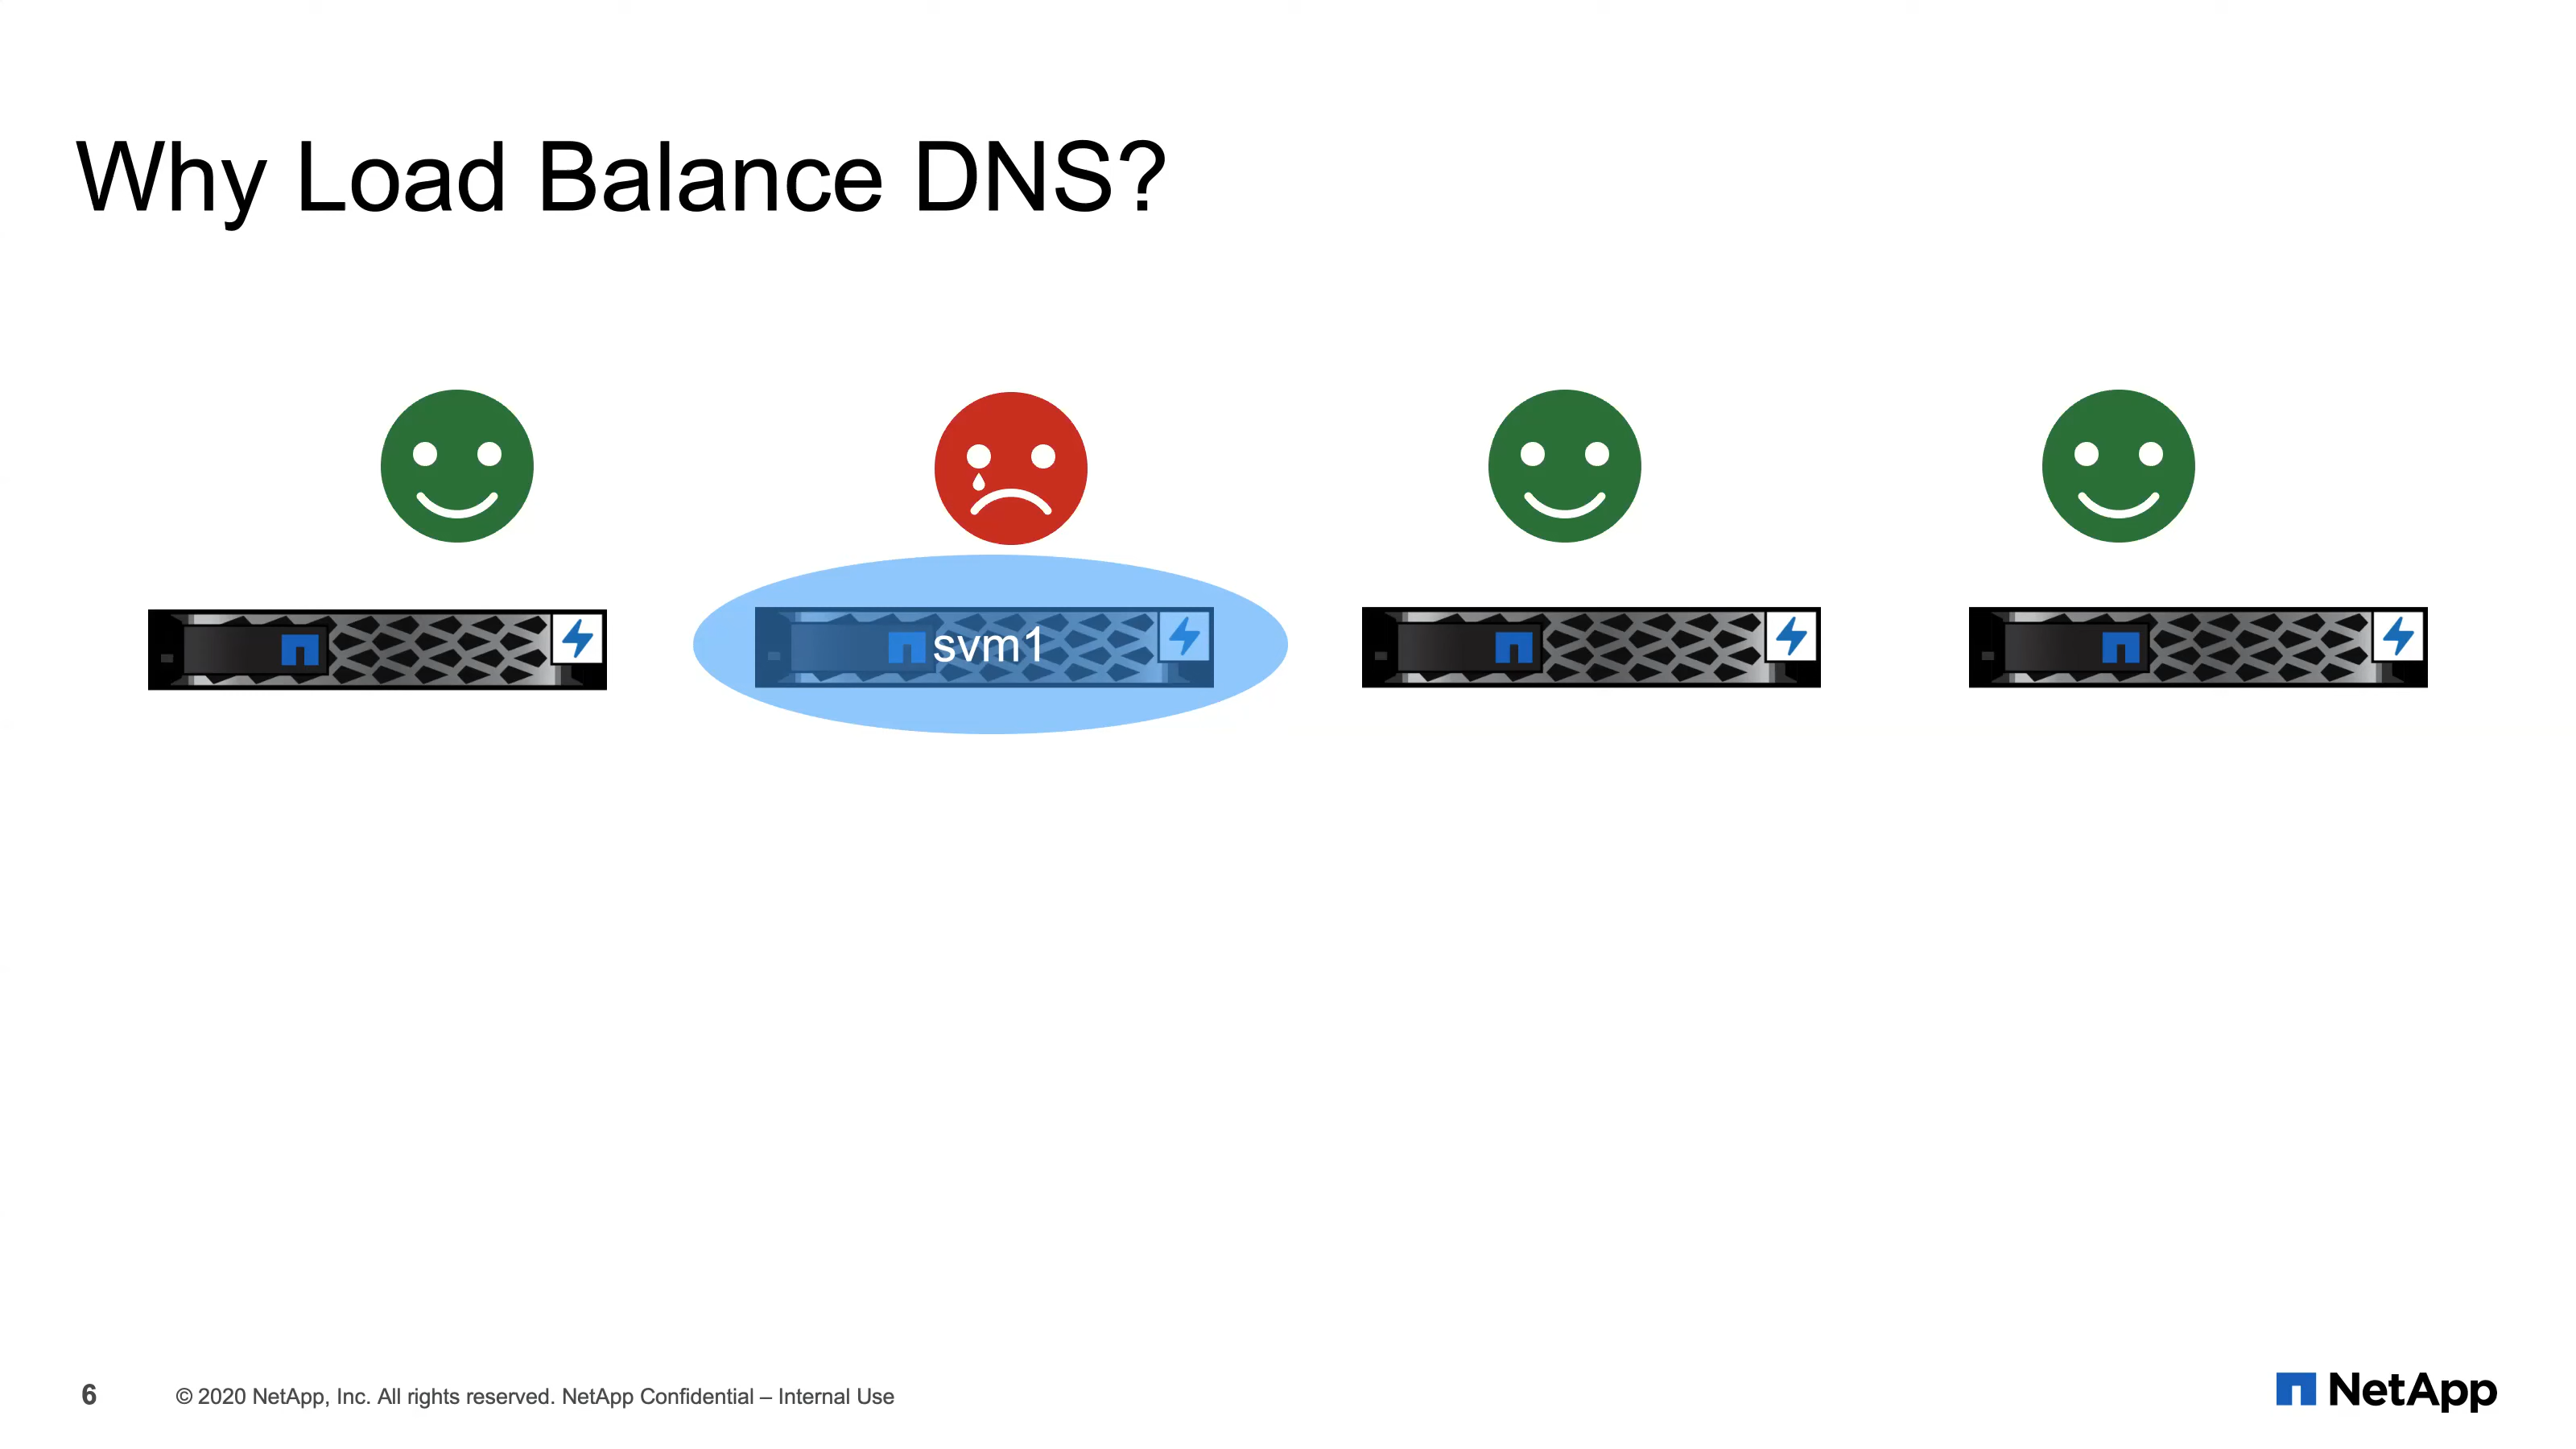 Why Load Balance DNS?
svm1
6
© 2020 NetApp, Inc. All rights reserved. NetApp Confidential – Internal Use
NetApp